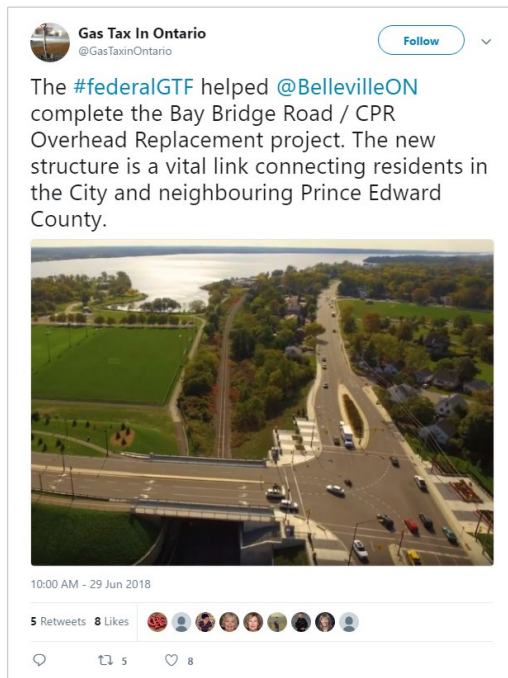 Gas Tax In Ontario
@GasTaxinOntario
Follow
The #federalGTF helped @BellevilleON
complete the Bay Bridge Road / CPR
Overhead Replacement project. The new
structure is a vital link connecting residents in
the City and neighbouring Prince Edward
County.
10:00 AM - 29 Jun 2018
5 Retweets 8 Likes
5 8